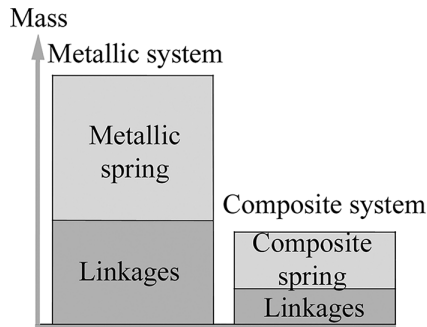 Mass
Metallic system
Metallic
spring
Linkages
Composite system
Composite
spring
Linkages